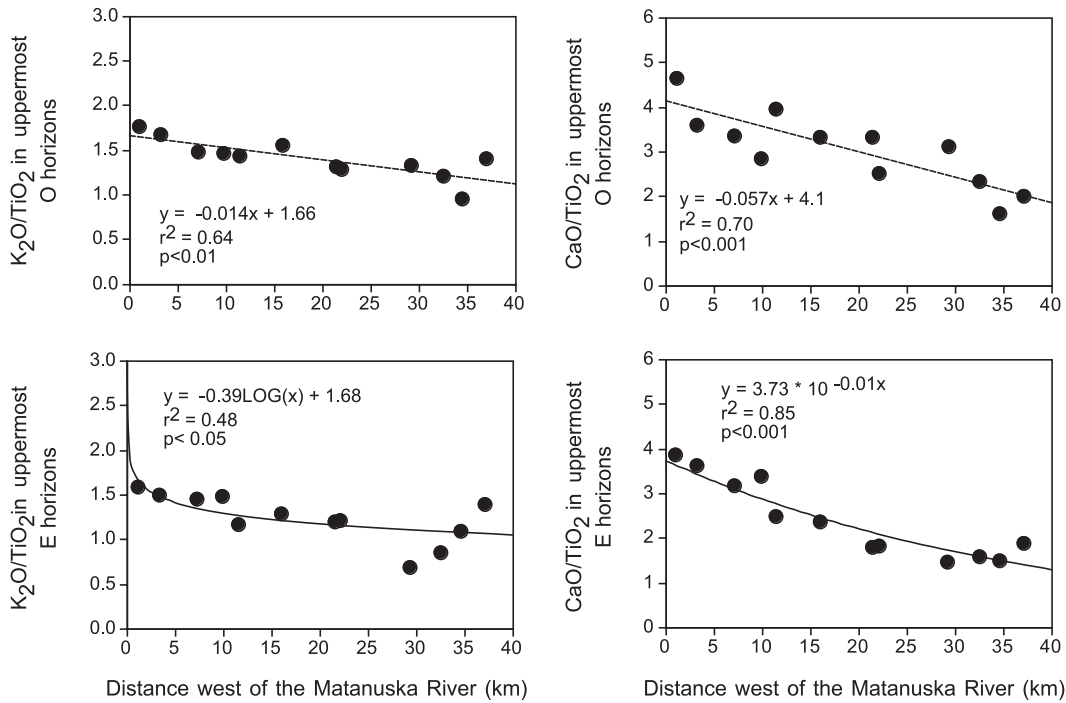 K2O/TiO2 in uppermost
O horizons
3.0
2.5
2.0
1.5
1.0
0.5
0.0
y = -0.014x + 1.66
r2 = 0.64
p<0.01
0 5 10 15 20 25 30 35 40
CaO/TiO2 in uppermost
O horizons
6
5
4
3
2
1
0
y = -0.057x + 4.1
r2 = 0.70
p<0.001
0 5 10 15 20 25 30 35 40
K2O/TiO2 in uppermost
E horizons
3.0
2.5
2.0
1.5
1.0
0.5
0.0
y = -0.39LOG(x) + 1.68
r2 = 0.48
p< 0.05
0 5 10 15 20 25 30 35 40
Distance west of the Matanuska River (km)
CaO/TiO2 in uppermost
E horizons
6
5
4
3
2
1
0
y = 3.73 * 10 -0.01x
r2 = 0.85
p<0.001
0 5 10 15 20 25 30 35 40
Distance west of the Matanuska River (km)